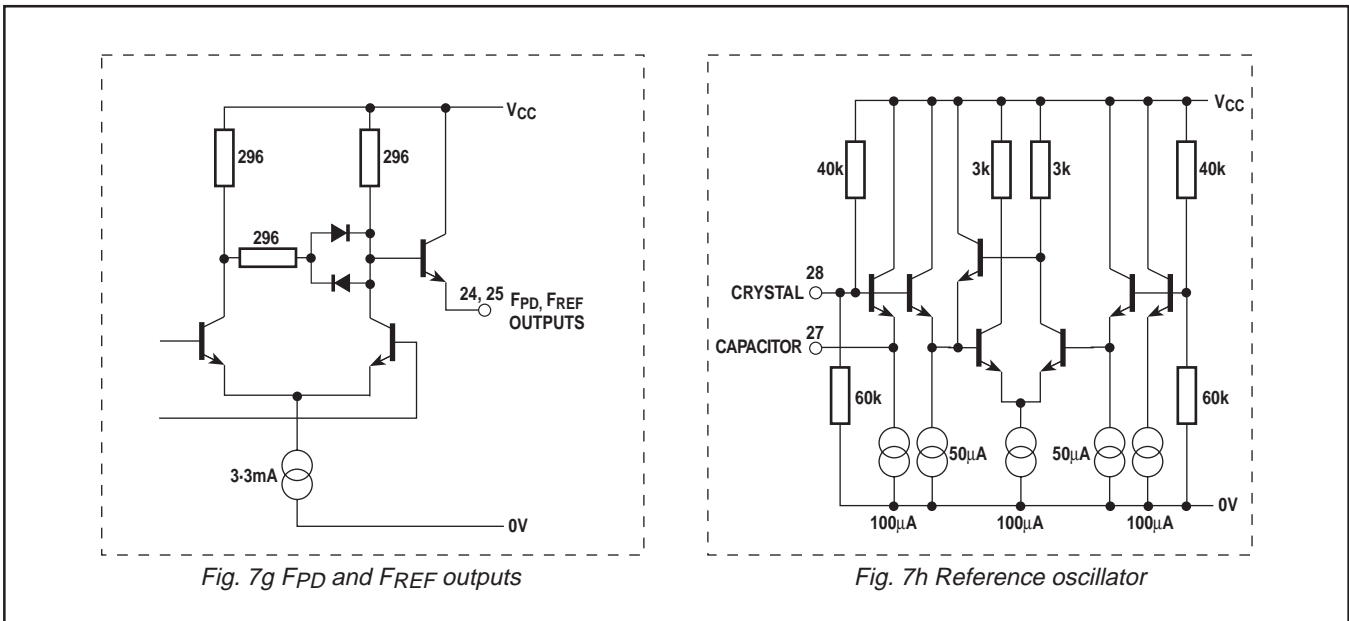 VCC
296
296
296
24, 25
FPD, FREF
OUTPUTS
3·3mA
0V
Fig. 7g FPD and FREF outputs
VCC
40k
3k
3k
40k
28
CRYSTAL
27
CAPACITOR
60k
60k
50µA
50µA
0V
100µA
100µA
100µA
Fig. 7h Reference oscillator